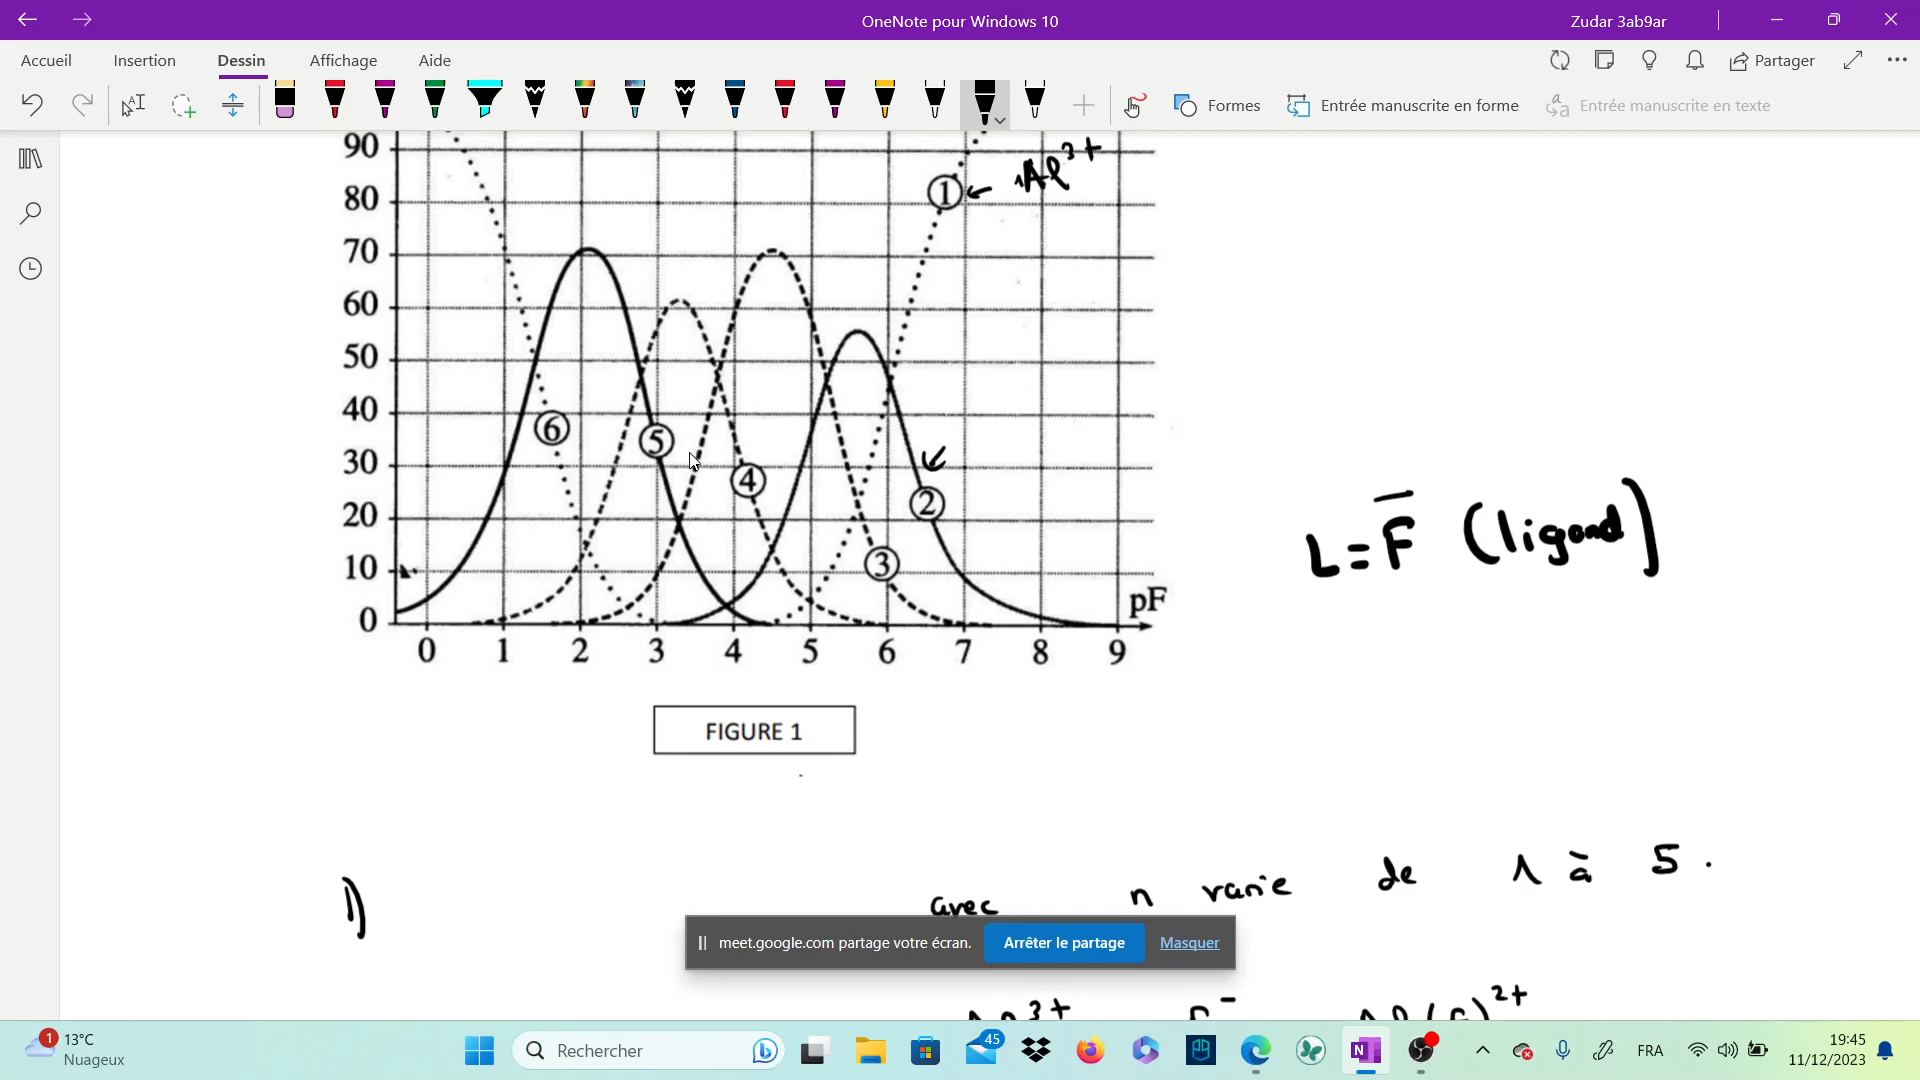 OneNote pour Windows 10
Zudar 3ab9ar
Accueil Insertion Dessin Affichage Aide
Partager
Formes Entrée manuscrite en forme Entrée manuscrite en texte
90
80
70
60
50
40
30
20
10
0
① Al³⁺
⑥ ⑤ ④ ② ③
pF
0 1 2 3 4 5 6 7 8 9
L = F⁻ (ligand)
FIGURE 1
1)
avec n varie de 1 à 5 .
meet.google.com partage votre écran. Arrêter le partage Masquer
1
13°C
Nuageux
Rechercher
45
FRA
19:45
11/12/2023